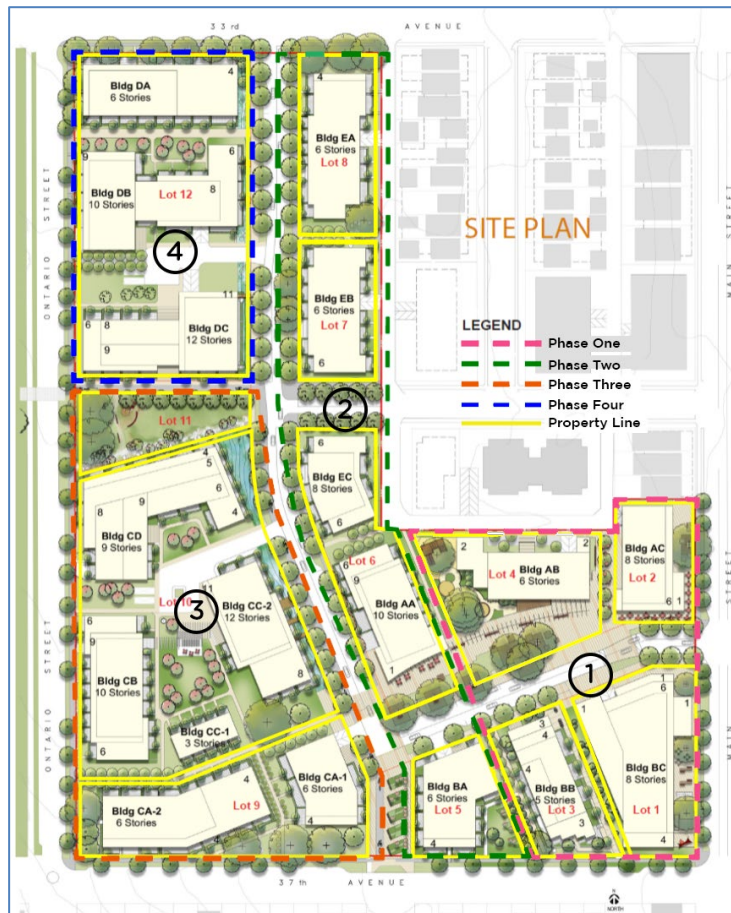 33rd AVENUE
Bldg DA
6 Stories
4
Bldg EA
6 Stories
Lot 8
4
9
6
Bldg DB
10 Stories
Lot 12
8
4
SITE PLAN
ONTARIO STREET
MAIN STREET
Bldg EB
6 Stories
Lot 7
6
11
6
8
9
Bldg DC
12 Stories
LEGEND
Phase One
Phase Two
Phase Three
Phase Four
Property Line
2
Lot 11
4
5
6
9
8
4
Bldg CD
9 Stories
6
Bldg EC
8 Stories
Lot 6
6
9
Bldg AA
10 Stories
1
2
2
Lot 4
Bldg AB
6 Stories
1
Bldg AC
8 Stories
Lot 2
6
1
Lot 10
3
11
Bldg CC-2
12 Stories
8
6
9
Bldg CB
10 Stories
6
Bldg CC-1
3 Stories
ONTARIO STREET
MAIN STREET
1
1
6
1
1
Bldg BC
8 Stories
Lot 1
4
3
4
Bldg BB
5 Stories
Lot 3
3
4
Bldg BA
6 Stories
Lot 5
4
Bldg CA-1
6 Stories
4
4
Lot 9
Bldg CA-2
6 Stories
4
MAIN
37th AVENUE
N
NORTH